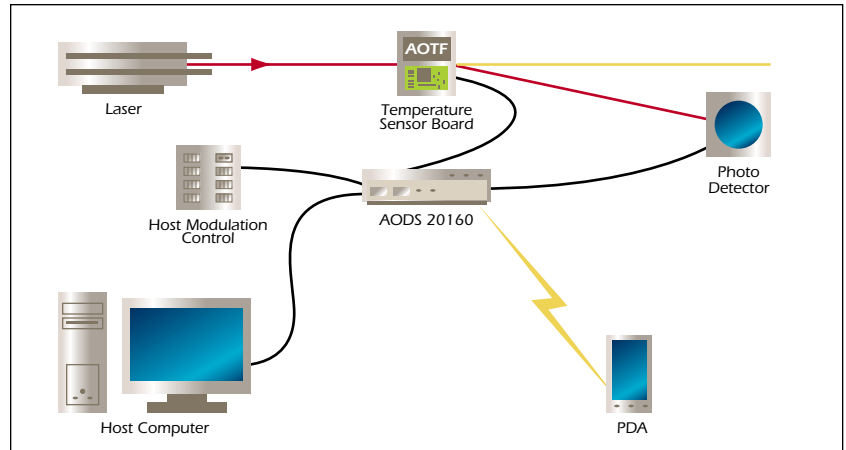 AOTF
Laser
Temperature
Sensor Board
Photo
Detector
Host Modulation
Control
AODS 20160
Host Computer
PDA